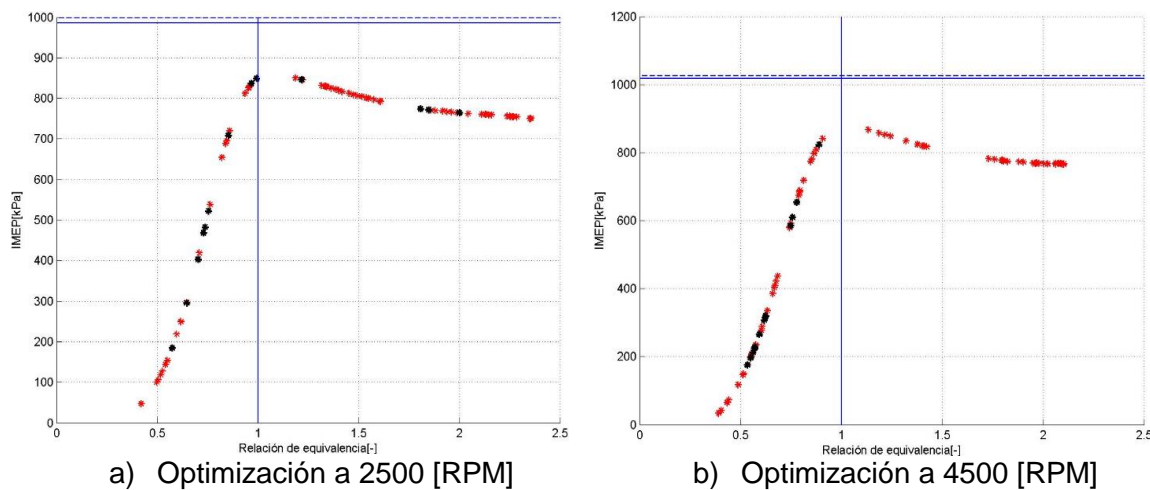 1000
900
800
700
600
500
400
300
200
100
0
IMEP[kPa]
0 0.5 1 1.5 2 2.5
Relación de equivalencia[-]
a) Optimización a 2500 [RPM]
1200
1000
800
600
400
200
0
IMEP[kPa]
0 0.5 1 1.5 2 2.5
Relación de equivalencia[-]
b) Optimización a 4500 [RPM]